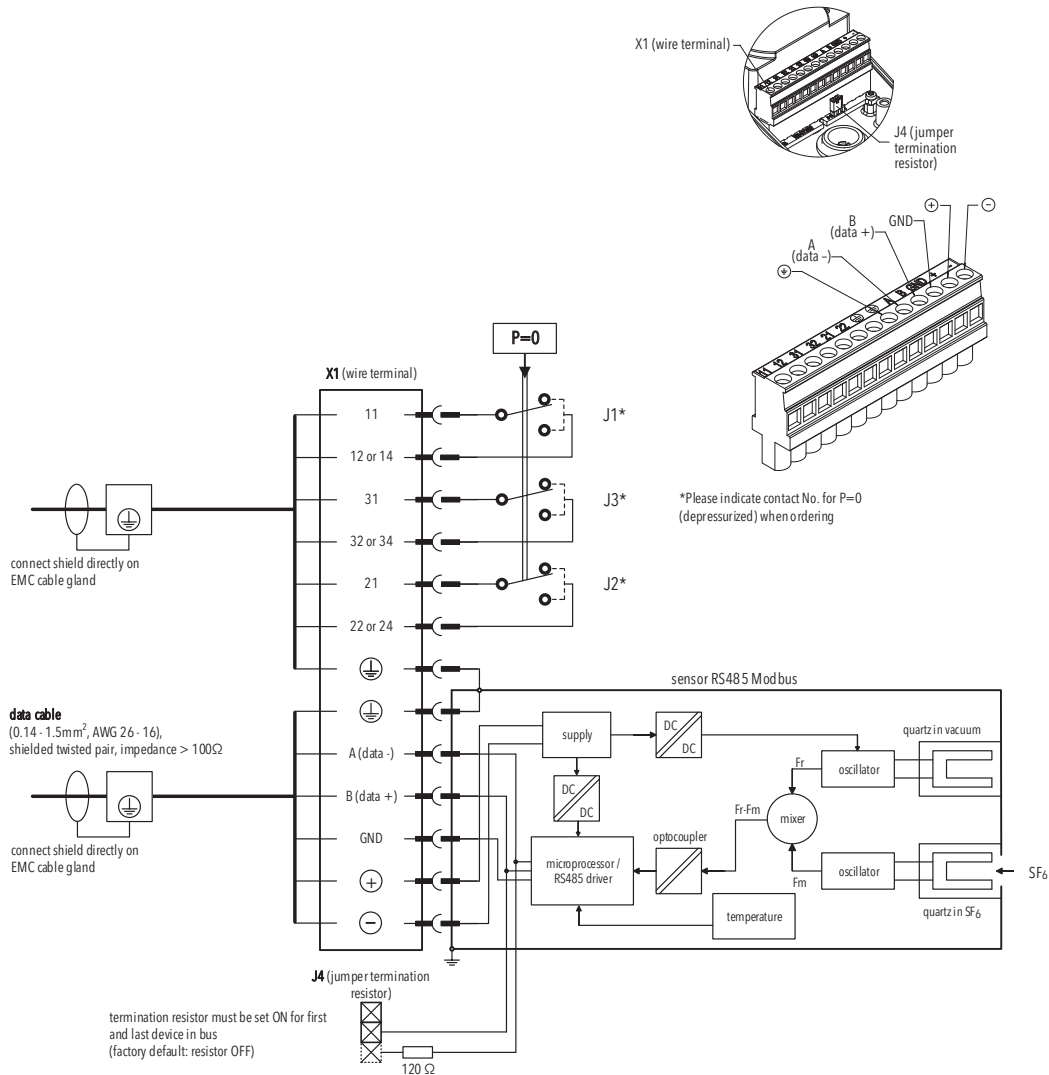 X1 (wire terminal)
J4 (jumper
termination
resistor)
B
(data +)
GND
A
(data -)
11 12 31 32 21 22 A B GND + -
P=0
X1 (wire terminal)
11
J1*
12 or 14
31
J3*
32 or 34
21
J2*
22 or 24
*Please indicate contact No. for P=0
(depressurized) when ordering
connect shield directly on
EMC cable gland
sensor RS485 Modbus
data cable
(0.14 - 1.5mm², AWG 26 - 16),
shielded twisted pair, impedance > 100Ω
A (data -)
B (data +)
GND
+
-
connect shield directly on
EMC cable gland
supply
DC
DC
DC
DC
quartz in vacuum
oscillator
Fr
mixer
Fr-Fm
optocoupler
microprocessor /
RS485 driver
Fm
oscillator
SF6
quartz in SF6
temperature
J4 (jumper termination
resistor)
termination resistor must be set ON for first
and last device in bus
(factory default: resistor OFF)
120 Ω